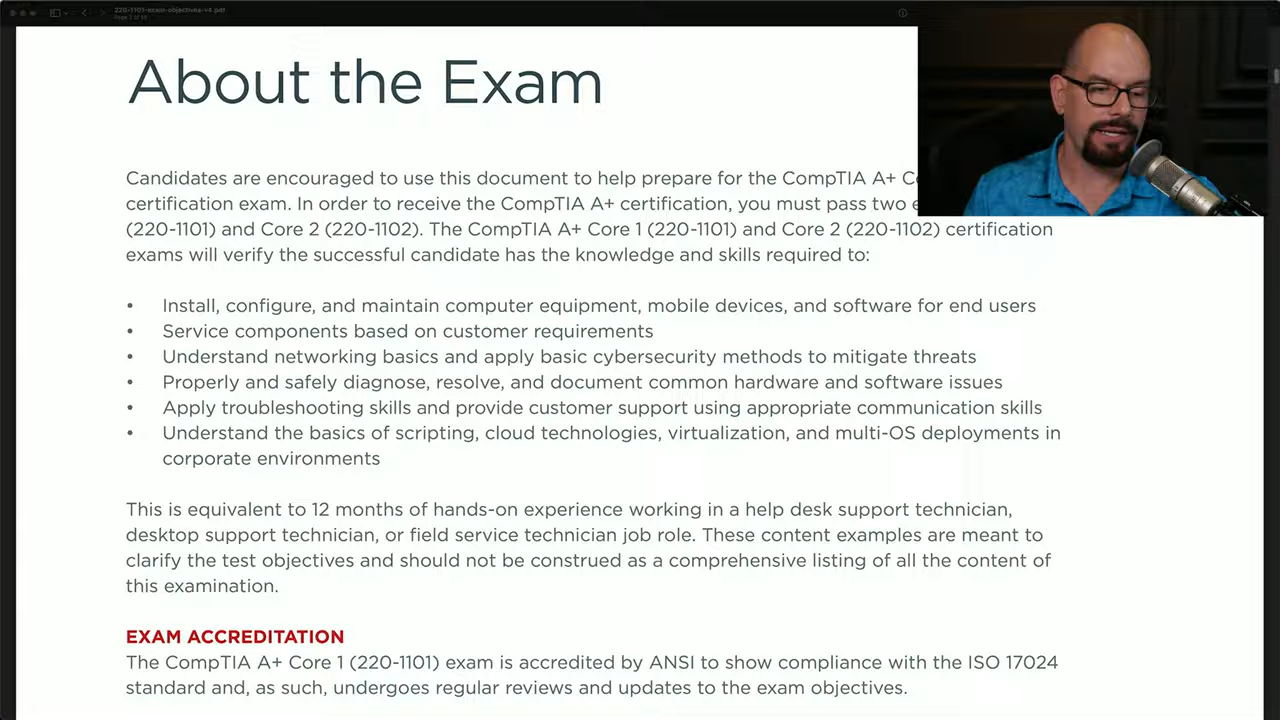 220-1101-exam-objectives-v4.pdf
About the Exam
Candidates are encouraged to use this document to help prepare for the CompTIA A+ C
certification exam. In order to receive the CompTIA A+ certification, you must pass two
(220-1101) and Core 2 (220-1102). The CompTIA A+ Core 1 (220-1101) and Core 2 (220-1102) certification
exams will verify the successful candidate has the knowledge and skills required to:
• Install, configure, and maintain computer equipment, mobile devices, and software for end users
• Service components based on customer requirements
• Understand networking basics and apply basic cybersecurity methods to mitigate threats
• Properly and safely diagnose, resolve, and document common hardware and software issues
• Apply troubleshooting skills and provide customer support using appropriate communication skills
• Understand the basics of scripting, cloud technologies, virtualization, and multi-OS deployments in
corporate environments
This is equivalent to 12 months of hands-on experience working in a help desk support technician,
desktop support technician, or field service technician job role. These content examples are meant to
clarify the test objectives and should not be construed as a comprehensive listing of all the content of
this examination.
EXAM ACCREDITATION
The CompTIA A+ Core 1 (220-1101) exam is accredited by ANSI to show compliance with the ISO 17024
standard and, as such, undergoes regular reviews and updates to the exam objectives.